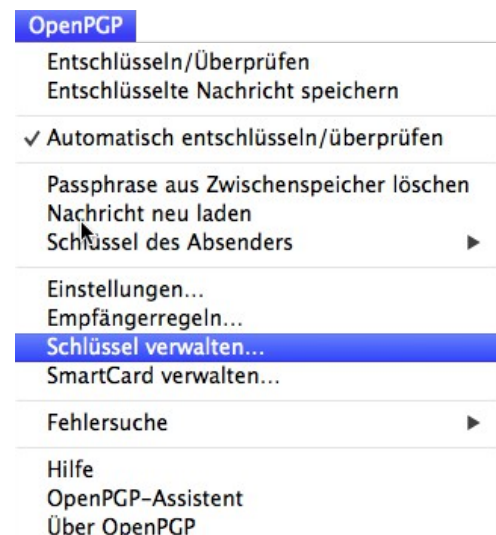 OpenPGP
Entschlüsseln/Überprüfen
Entschlüsselte Nachricht speichern
✓ Automatisch entschlüsseln/überprüfen
Passphrase aus Zwischenspeicher löschen
Nachricht neu laden
Schlüssel des Absenders
Einstellungen...
Empfängerregeln...
Schlüssel verwalten...
SmartCard verwalten...
Fehlersuche
Hilfe
OpenPGP-Assistent
Über OpenPGP